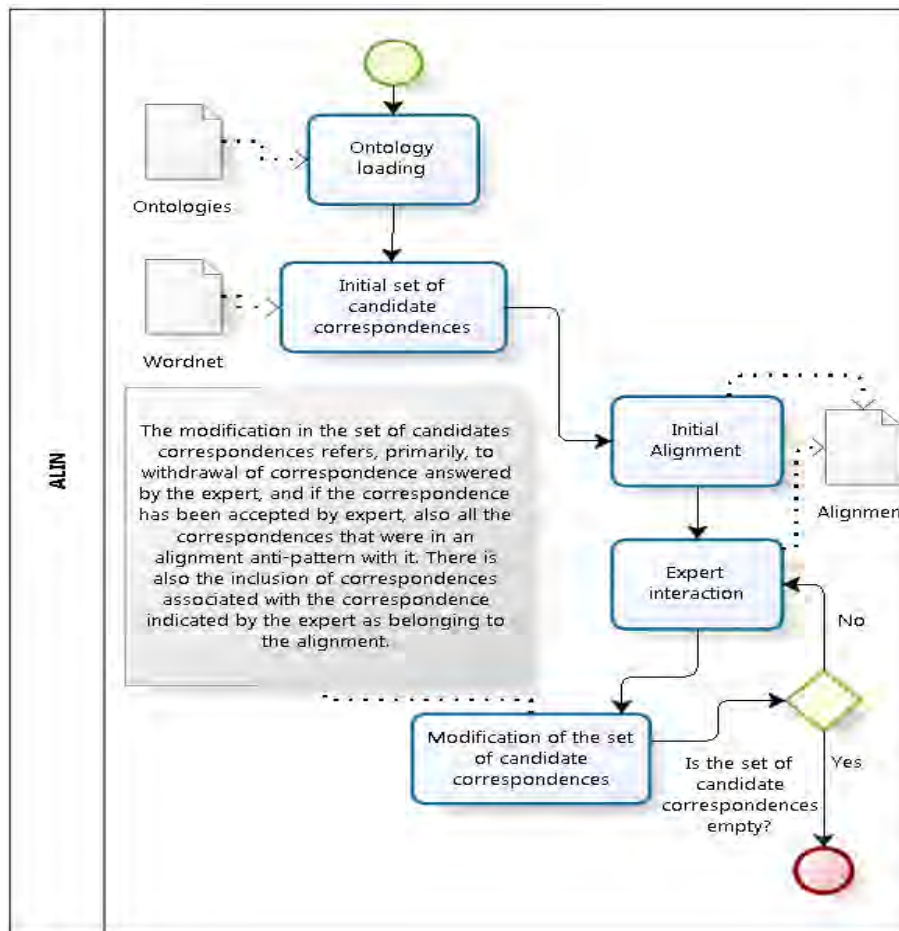 ALIN
Ontology
loading
Ontologies
Initial set of
candidate
correspondences
Wordnet
The modification in the set of candidates
correspondences refers, primarily, to
withdrawal of correspondence answered
by the expert, and if the correspondence
has been accepted by expert, also all the
correspondences that were in an
alignment anti-pattern with it. There is
also the inclusion of correspondences
associated with the correspondence
indicated by the expert as belonging to
the alignment.
Initial
Alignment
Alignment
Expert
interaction
No
Modification of the set
of candidate
correspondences
Is the set of
candidate
correspondences
empty?
Yes